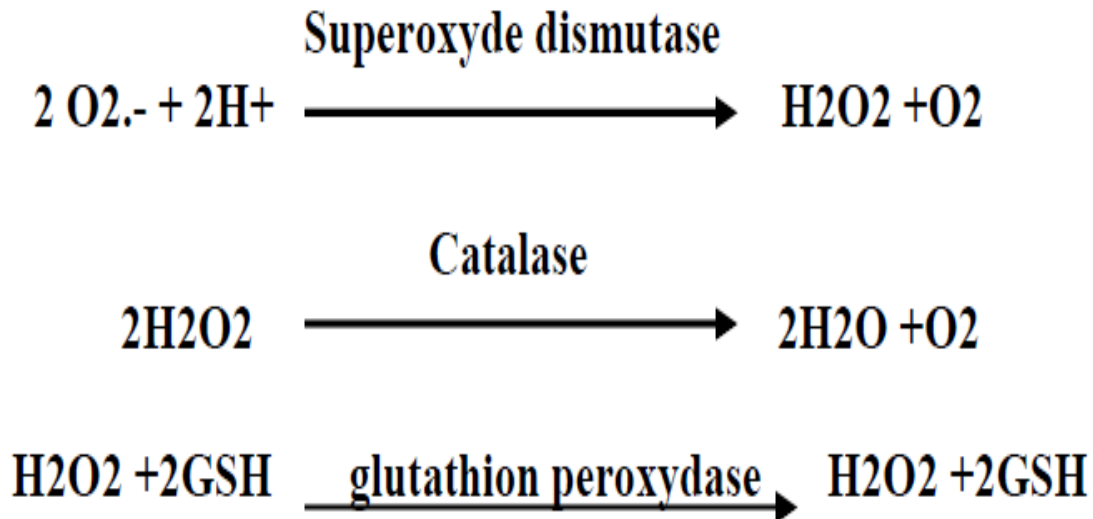 Superoxyde dismutase
2 O2.- + 2H+ H2O2 +O2
Catalase
2H2O2 2H2O +O2
H2O2 +2GSH glutathion peroxydase H2O2 +2GSH